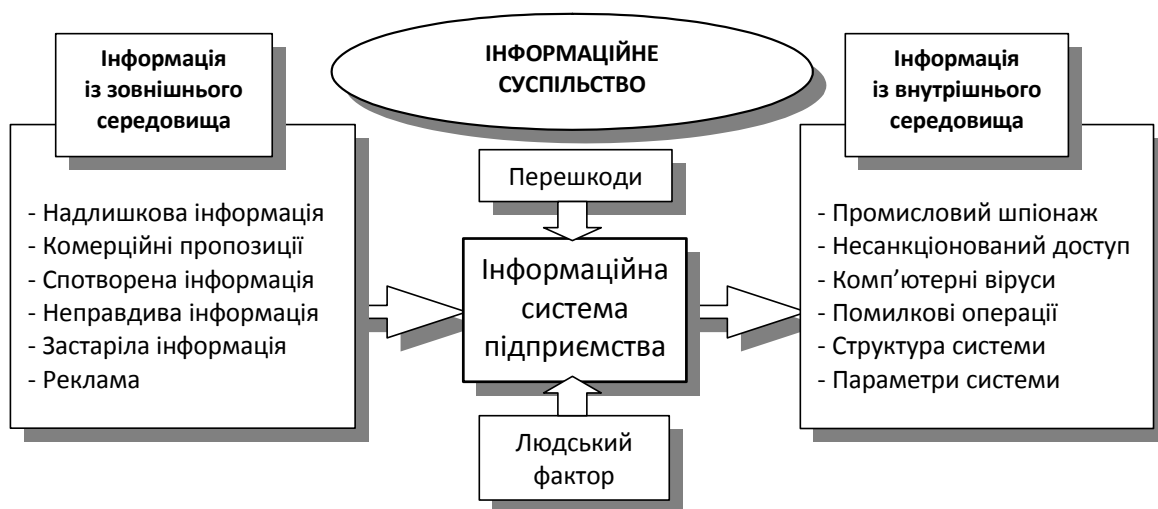 Інформація
із зовнішнього
середовища
- Надлишкова інформація
- Комерційні пропозиції
- Спотворена інформація
- Неправдива інформація
- Застаріла інформація
- Реклама
ІНФОРМАЦІЙНЕ
СУСПІЛЬСТВО
Перешкоди
Інформаційна
система
підприємства
Людський
фактор
Інформація
із внутрішнього
середовища
- Промисловий шпіонаж
- Несанкціонований доступ
- Комп’ютерні віруси
- Помилкові операції
- Структура системи
- Параметри системи